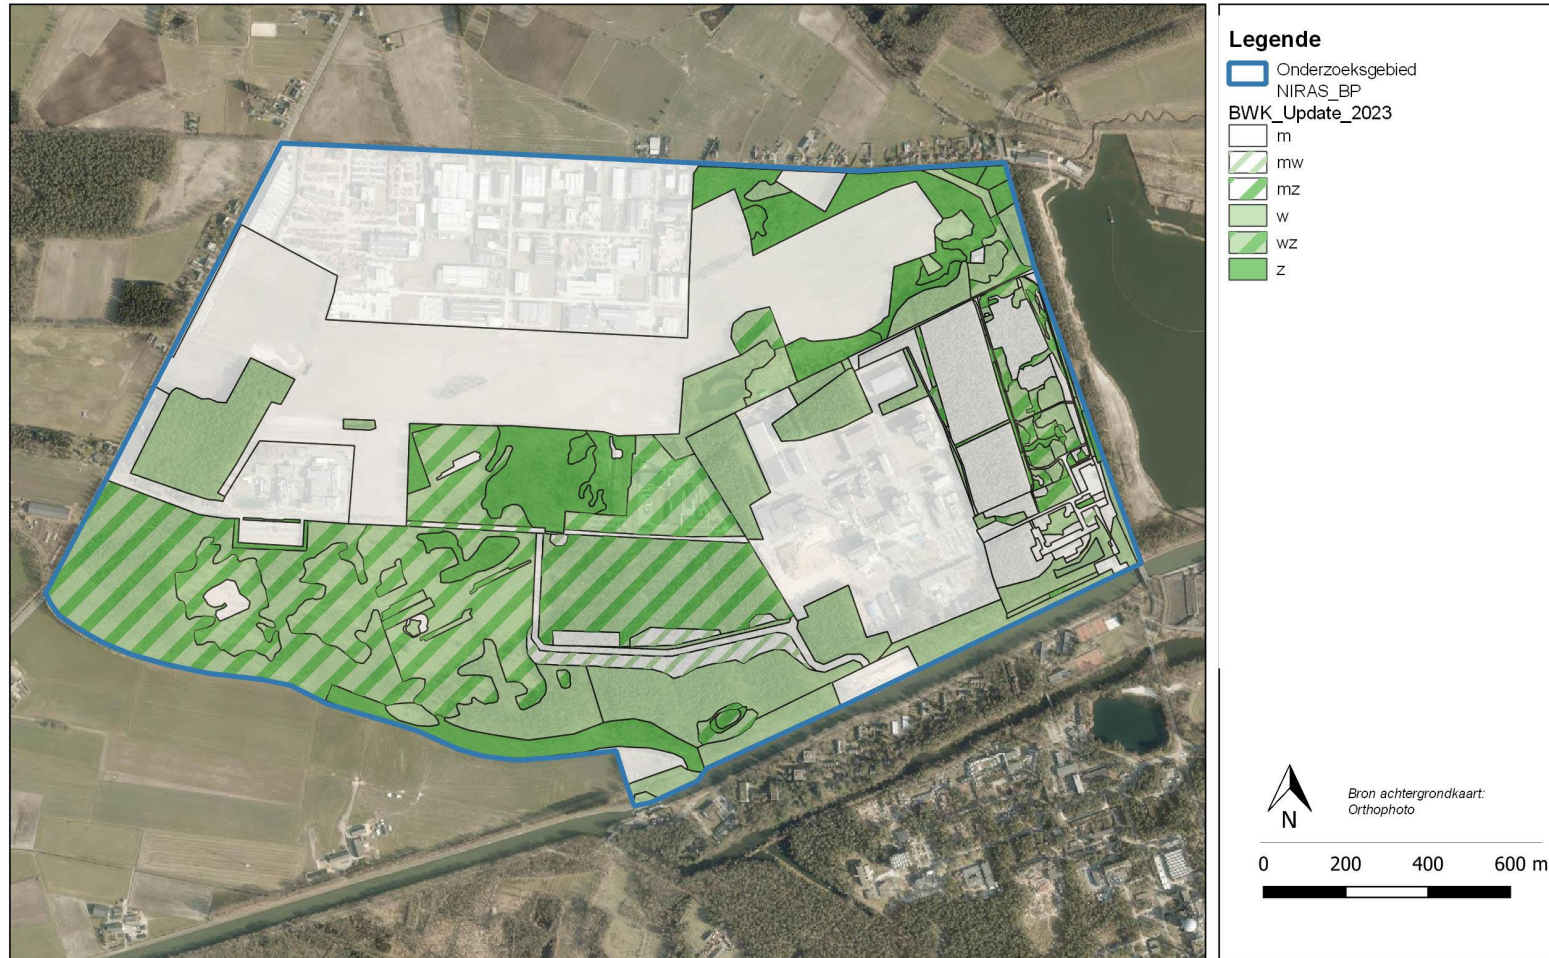 Legende
Onderzoeksgebied
NIRAS_BP
BWK_Update_2023
m
mw
mz
w
wz
z
N
Bron achtergrondkaart:
Orthophoto
0 200 400 600 m